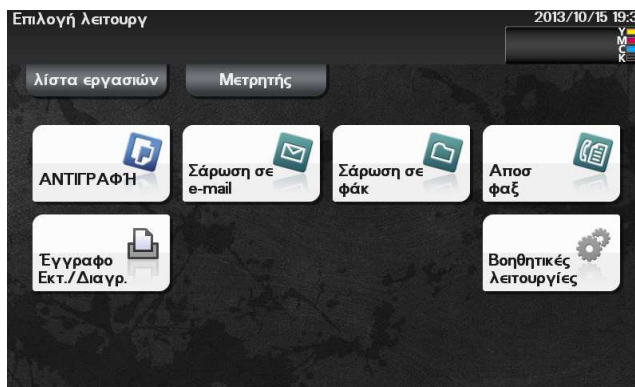 Επιλογή λειτουργ
2013/10/15 19:3
Y
M
C
K
λίστα εργασιών
Μετρητής
ΑΝΤΙΓΡΑΦΉ
Σάρωση σε
e-mail
Σάρωση σε
φάκ
Αποσ
φαξ
Έγγραφο
Εκτ./Διαγρ.
Βοηθητικές
λειτουργίες